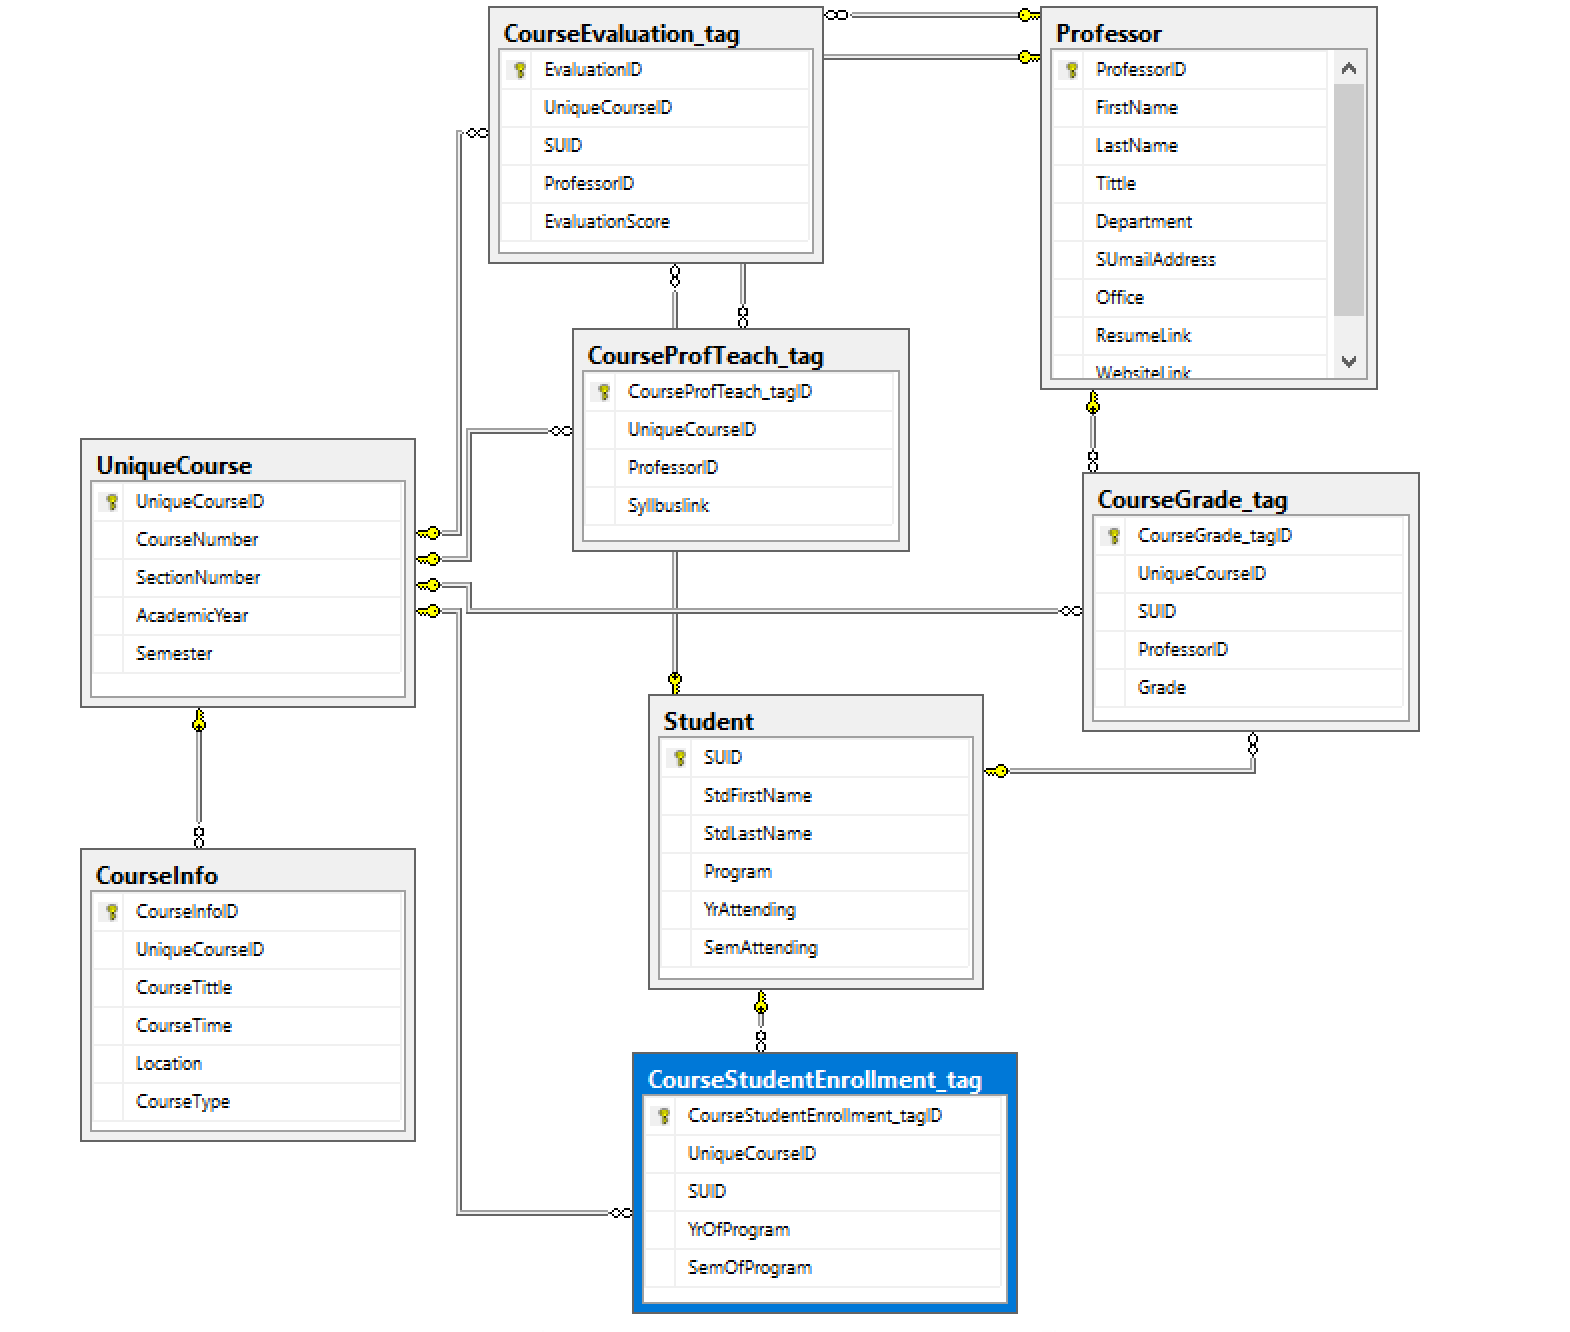 CourseEvaluation_tag
EvaluationID
UniqueCourseID
SUID
ProfessorID
EvaluationScore
Professor
ProfessorID
FirstName
LastName
Tittle
Department
SUmailAddress
Office
ResumeLink
WebsiteLink
CourseProfTeach_tag
CourseProfTeach_tagID
UniqueCourseID
ProfessorID
Syllbuslink
UniqueCourse
UniqueCourseID
CourseNumber
SectionNumber
AcademicYear
Semester
CourseGrade_tag
CourseGrade_tagID
UniqueCourseID
SUID
ProfessorID
Grade
Student
SUID
StdFirstName
StdLastName
Program
YrAttending
SemAttending
CourseInfo
CourseInfoID
UniqueCourseID
CourseTittle
CourseTime
Location
CourseType
CourseStudentEnrollment_tag
CourseStudentEnrollment_tagID
UniqueCourseID
SUID
YrOfProgram
SemOfProgram